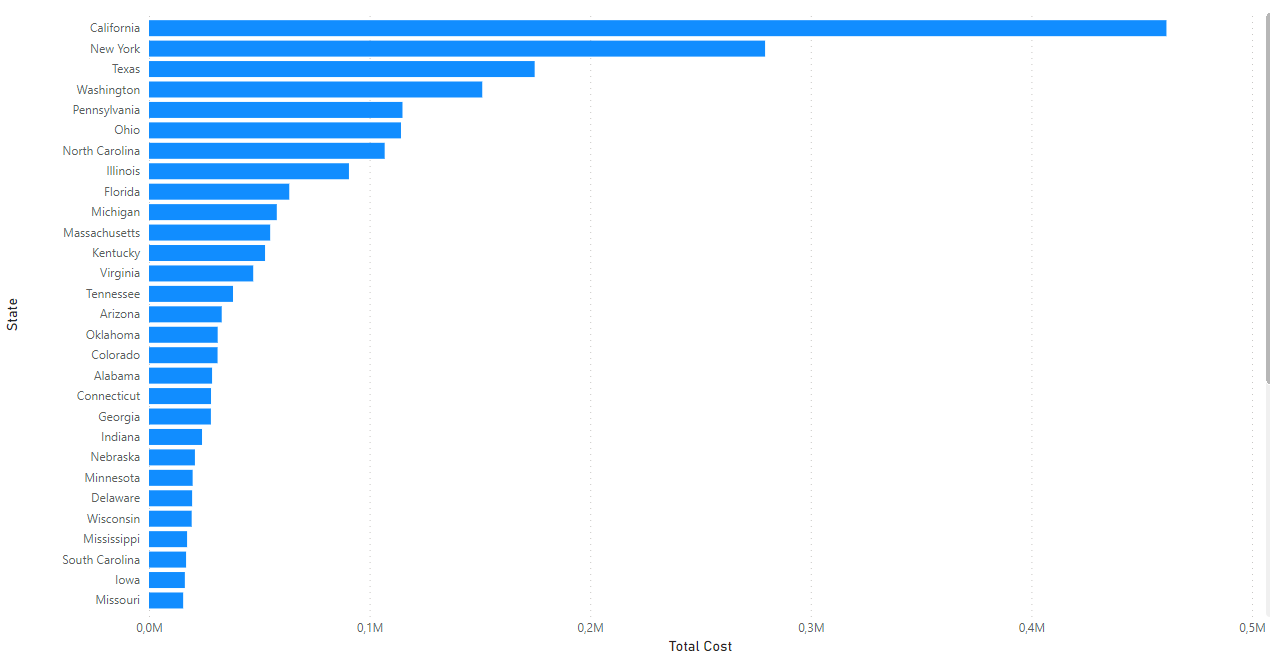 California
New York
Texas
Washington
Pennsylvania
Ohio
North Carolina
Illinois
Florida
Michigan
Massachusetts
Kentucky
Virginia
Tennessee
Arizona
Oklahoma
Colorado
Alabama
Connecticut
Georgia
Indiana
Nebraska
Minnesota
Delaware
Wisconsin
Mississippi
South Carolina
Iowa
Missouri
State
0,0M 0,1M 0,2M 0,3M 0,4M 0,5M
Total Cost